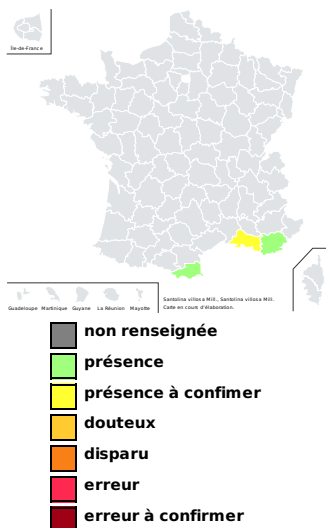 Île-de-France
Guadeloupe Martinique Guyane La Réunion Mayotte
Santolina villosa Mill., Santolina villosa Mill.
Carte en cours d'élaboration.
non renseignée
présence
présence à confimer
douteux
disparu
erreur
erreur à confirmer